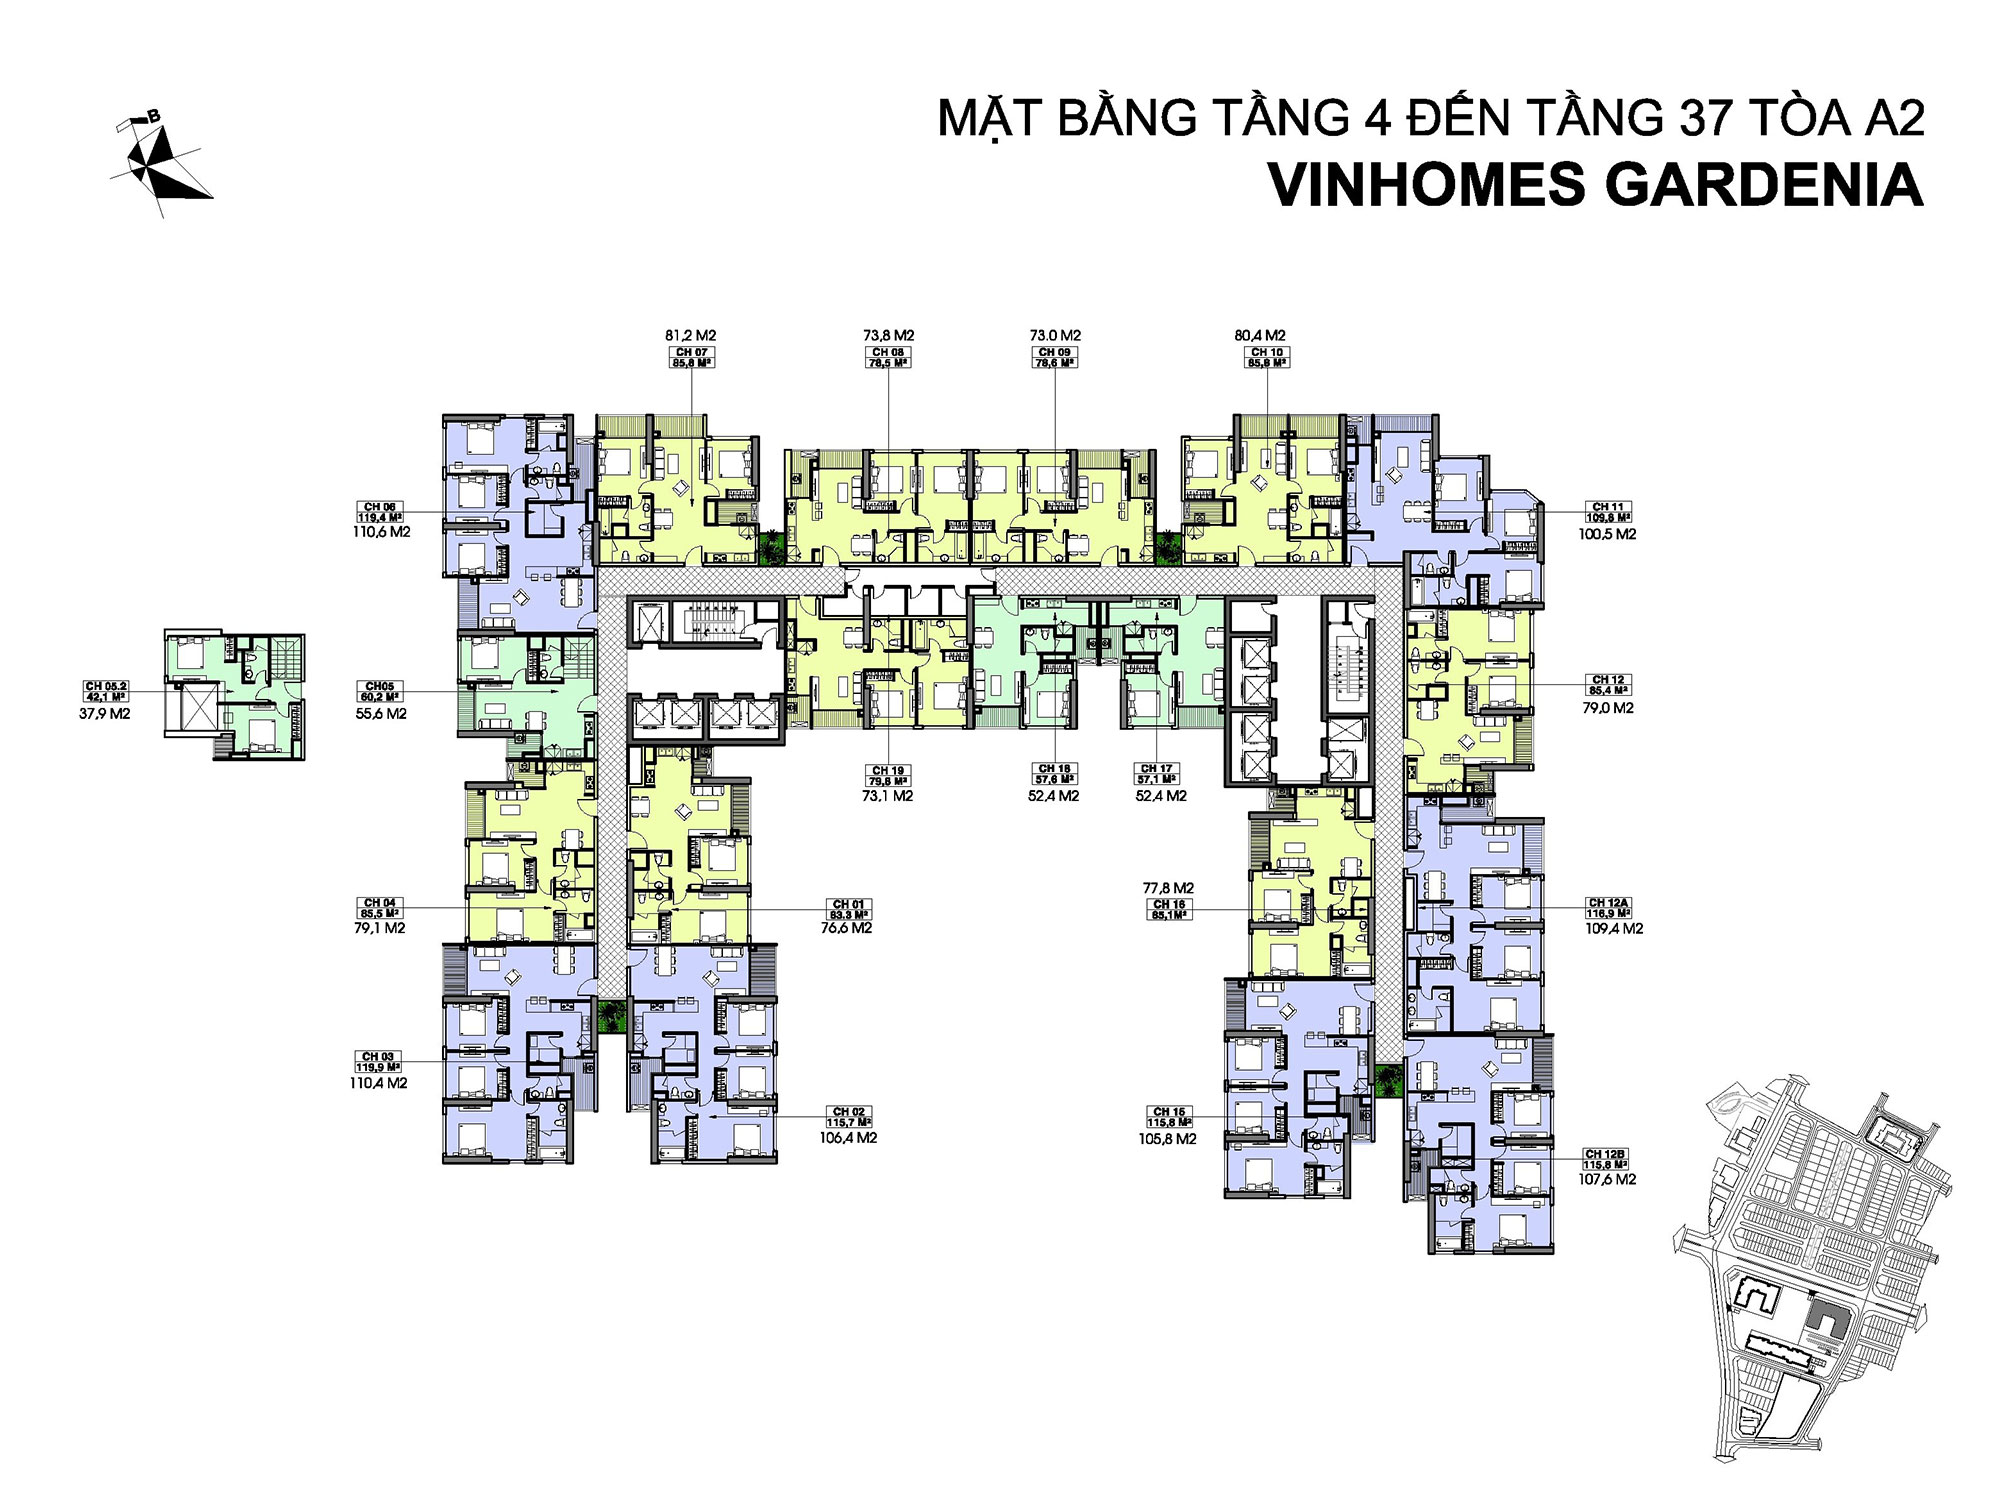 B
MẶT BẰNG TẦNG 4 ĐẾN TẦNG 37 TÒA A2
VINHOMES GARDENIA
81,2 M2
CH 07
85,8 M²
73,8 M2
CH 08
78,5 M²
73.0 M2
CH 09
78,6 M²
80,4 M2
CH 10
85,8 M²
CH 06
119,4 M²
110,6 M2
CH 11
109,8 M²
100,5 M2
CH 05.2
42,1 M²
37,9 M2
CH05
60,2 M²
55,6 M2
CH 12
85,4 M²
79,0 M2
CH 19
79,8 M²
73,1 M2
CH 18
57,6 M²
52,4 M2
CH 17
57,1 M²
52,4 M2
CH 04
85,5 M²
79,1 M2
CH 01
83.3 M²
76,6 M2
77,8 M2
CH 16
85,1M²
CH 12A
116,9 M²
109,4 M2
CH 03
119,9 M²
110,4 M2
CH 02
115,7 M²
106,4 M2
CH 15
115,8 M²
105,8 M2
CH 12B
115,8 M²
107,6 M2